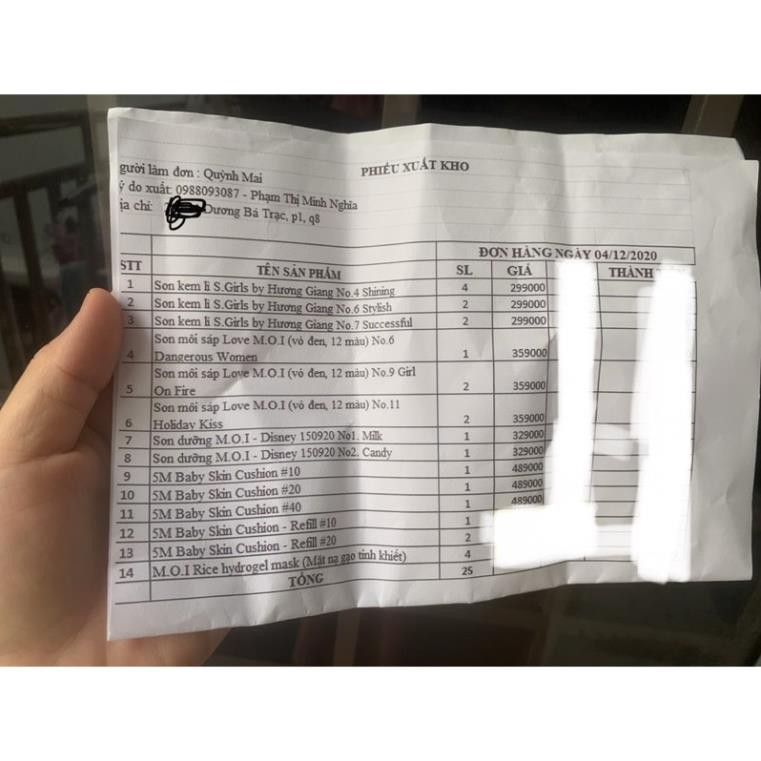 PHIẾU XUẤT KHO
gười làm đơn : Quỳnh Mai
ý do xuất: 0988093087 - Phạm Thị Minh Nghĩa
ịa chỉ: Dương Bá Trạc, p1, q8
ĐƠN HÀNG NGÀY 04/12/2020
STT TÊN SẢN PHẨM SL GIÁ THÀNH
1 Son kem lì S.Girls by Hương Giang No.4 Shining 4 299000
2 Son kem lì S.Girls by Hương Giang No.6 Stylish 2 299000
3 Son kem lì S.Girls by Hương Giang No.7 Successful 2 299000
Son môi sáp Love M.O.I (vỏ đen, 12 màu) No.6
4 Dangerous Women 1 359000
Son môi sáp Love M.O.I (vỏ đen, 12 màu) No.9 Girl
5 On Fire 2 359000
Son môi sáp Love M.O.I (vỏ đen, 12 màu) No.11
6 Holiday Kiss 2 359000
7 Son dưỡng M.O.I - Disney 150920 No1. Milk 1 329000
8 Son dưỡng M.O.I - Disney 150920 No2. Candy 1 329000
9 5M Baby Skin Cushion #10 1 489000
10 5M Baby Skin Cushion #20 1 489000
11 5M Baby Skin Cushion #40 1 489000
12 5M Baby Skin Cushion - Refill #10 1
13 5M Baby Skin Cushion - Refill #20 2
14 M.O.I Rice hydrogel mask (Mặt nạ gạo tinh khiết) 4
TỔNG 25